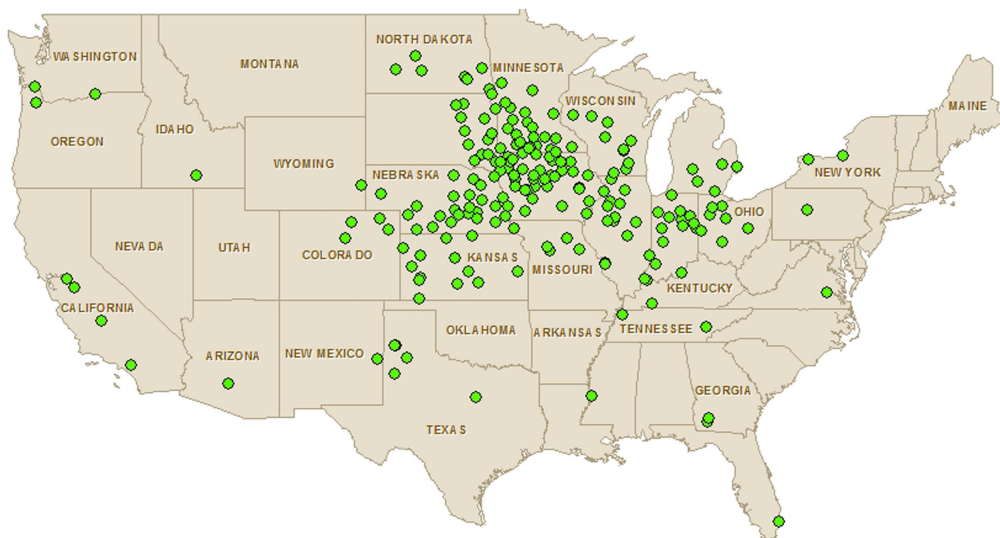 NORTH DAKOTA
WASHINGTON
MONTANA
MINNESOTA
WISCONSIN
MAINE
IDAHO
OREGON
WYOMING
NEBRASKA
NEW YORK
OHIO
NEVADA
UTAH
COLORADO
KANSAS
MISSOURI
KENTUCKY
CALIFORNIA
OKLAHOMA
ARKANSAS
TENNESSEE
ARIZONA
NEW MEXICO
GEORGIA
TEXAS